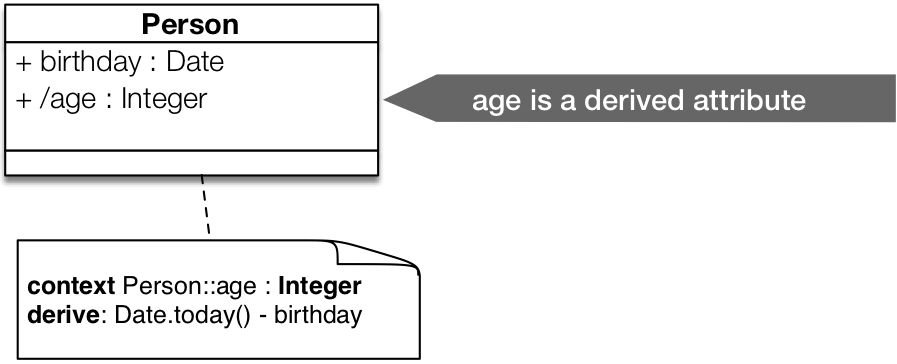 Person
+ birthday : Date
+ /age : Integer
age is a derived attribute
context Person::age : Integer
derive: Date.today() - birthday